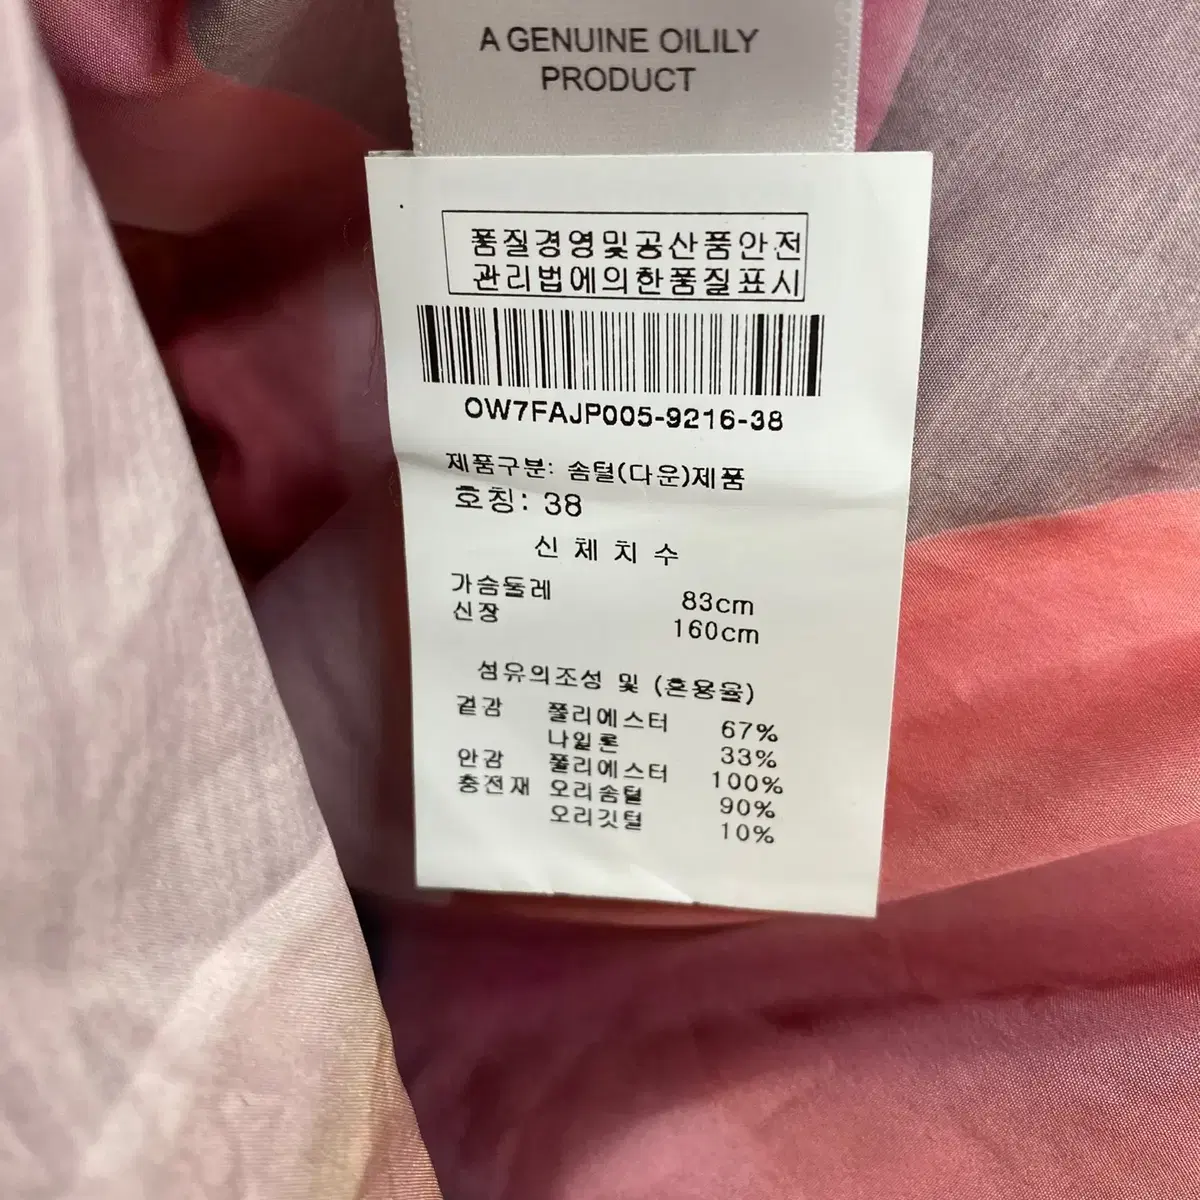 A GENUINE OILILY
PRODUCT
품질경영및공산품안전
관리법에의한품질표시
OW7FAJP005-9216-38
제품구분: 솜털(다운)제품
호칭: 38
신 체 치 수
가슴둘레 83cm
신장 160cm
섬유의조성 및 (혼용율)
겉감 폴리에스터 67%
나일론 33%
안감 폴리에스터 100%
충전재 오리솜털 90%
오리깃털 10%